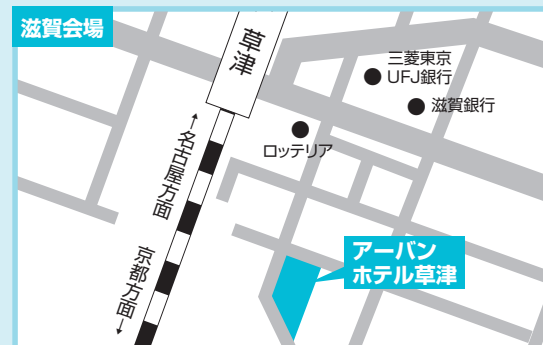 滋賀会場
草津
三菱東京
UFJ銀行
滋賀銀行
ロッテリア
←名古屋方面
京都方面→
アーバン
ホテル草津